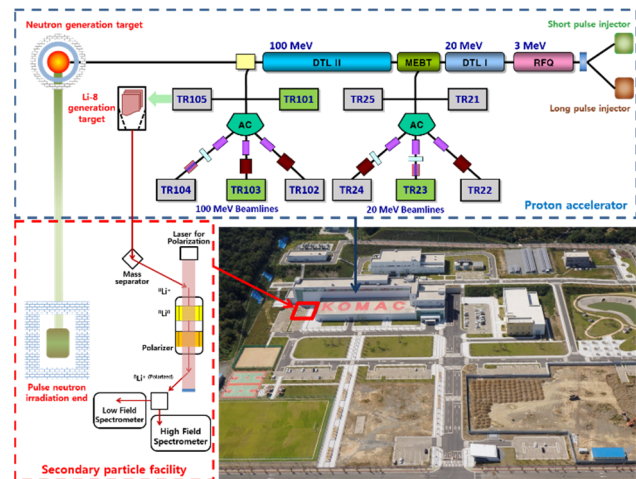 Neutron generation target
Short pulse injector
100 MeV
20 MeV
3 MeV
DTL II
MEBT
DTL I
RFQ
Li-8
generation
target
TR105
TR101
TR25
TR21
Long pulse injector
AC
AC
TR104
TR103
TR102
TR24
TR23
TR22
100 MeV Beamlines
20 MeV Beamlines
Proton accelerator
Laser for
Polarization
Mass
separator
⁸Li⁺
⁸Li⁰
Polarizer
⁸Li⁺ (Polarized)
Pulse neutron
irradiation end
Low Field
Spectrometer
High Field
Spectrometer
Secondary particle facility
KOMAC